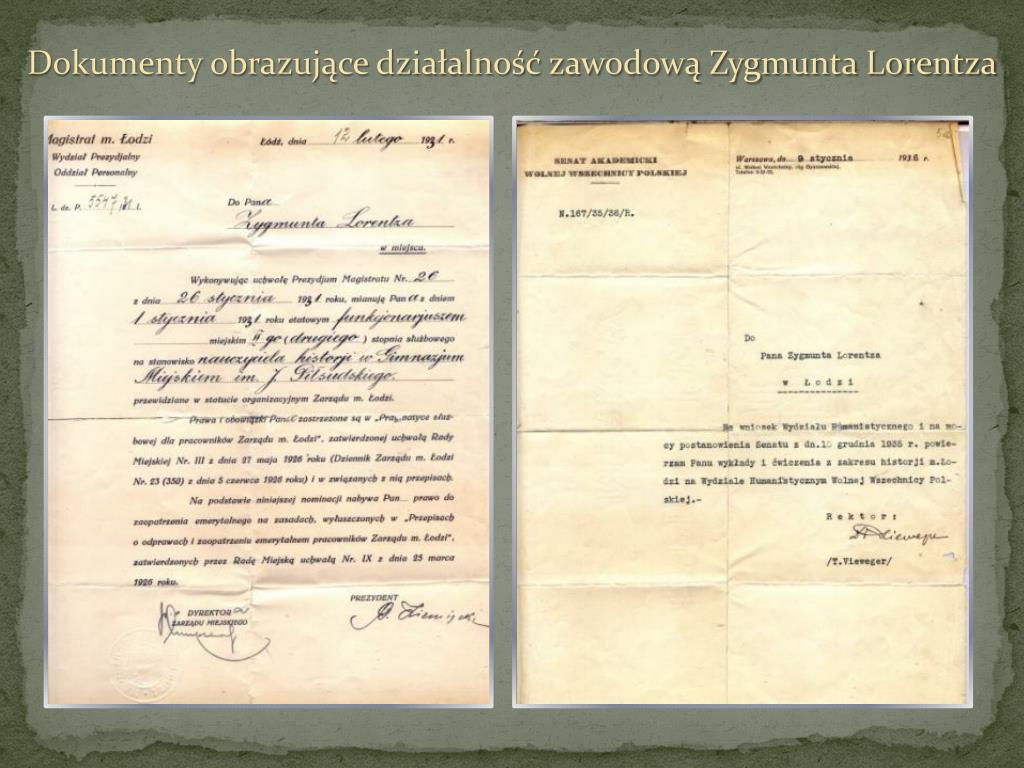 Dokumenty obrazujące działalność zawodową Zygmunta Lorentza
Magistrat m. Łodzi
Wydział Prezydjalny
Oddział Personalny
L. dz. P. 5547/31 r.
Łódź, dnia 12 lutego 1931 r.
Do Pana
Zygmunta Lorentza
w miejscu.
Wykonywując uchwałę Prezydjum Magistratu Nr. 26
z dnia 26 stycznia 1931 roku, mianuję Pana z dniem
1 stycznia 1931 roku etatowym funkcjonarjuszem
miejskim II-go (drugiego) stopnia służbowego
na stanowisko nauczyciela historji w Gimnazjum
Miejskiem im. J. Piłsudskiego.
przewidziane w statucie organizacyjnym Zarządu m. Łodzi.
Prawa i obowiązki Pana zastrzeżone są w „Pragmatyce służ-
bowej dla pracowników Zarządu m. Łodzi”, zatwierdzonej uchwałą Rady
Miejskiej Nr. III z dnia 27 maja 1926 roku (Dziennik Zarządu m. Łodzi
Nr. 23 (350) z dnia 5 czerwca 1926 roku) i w związanych z nią przepisach.
Na podstawie niniejszej nominacji nabywa Pan... prawo do
zaopatrzenia emerytalnego na zasadach, wyłuszczonych w „Przepisach
o odprawach i zaopatrzeniu emerytalnem pracowników Zarządu m. Łodzi”,
zatwierdzonych przez Radę Miejską uchwałą Nr. IX z dnia 25 marca
1926 roku.
DYREKTOR
ZARZĄDU MIEJSKIEGO
PREZYDENT
SENAT AKADEMICKI
WOLNEJ WSZECHNICY POLSKIEJ
Warszawa, dn. 9 stycznia 1936 r.
N.167/35/36/R.
Do
Pana Zygmunta Lorentza
w Łodzi
Na wniosek Wydziału Humanistycznego i na mo-
cy postanowienia Senatu z dn.10 grudnia 1935 r. powie-
rzam Panu wykłady i ćwiczenia z zakresu historji m.Ło-
dzi na Wydziale Humanistycznym Wolnej Wszechnicy Pol-
skiej.-
Rektor:
/T.Vieweger/